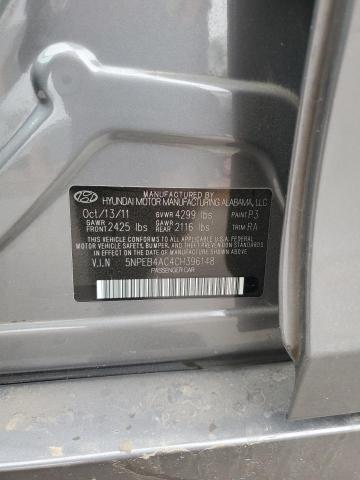 MANUFACTURED BY
HYUNDAI MOTOR MANUFACTURING ALABAMA, LLC
Oct/13/11 GVWR 4299 lbs PAINT P3
GAWR FRONT 2425 lbs GAWR REAR 2116 lbs TRIM RA
THIS VEHICLE CONFORMS TO ALL APPLICABLE U.S.A. FEDERAL
MOTOR VEHICLE SAFETY, BUMPER, AND THEFT PREVENTION STANDARDS
IN EFFECT ON THE DATE OF MANUFACTURE SHOWN ABOVE.
V.I.N 5NPEB4AC4CH396148
PASSENGER CAR